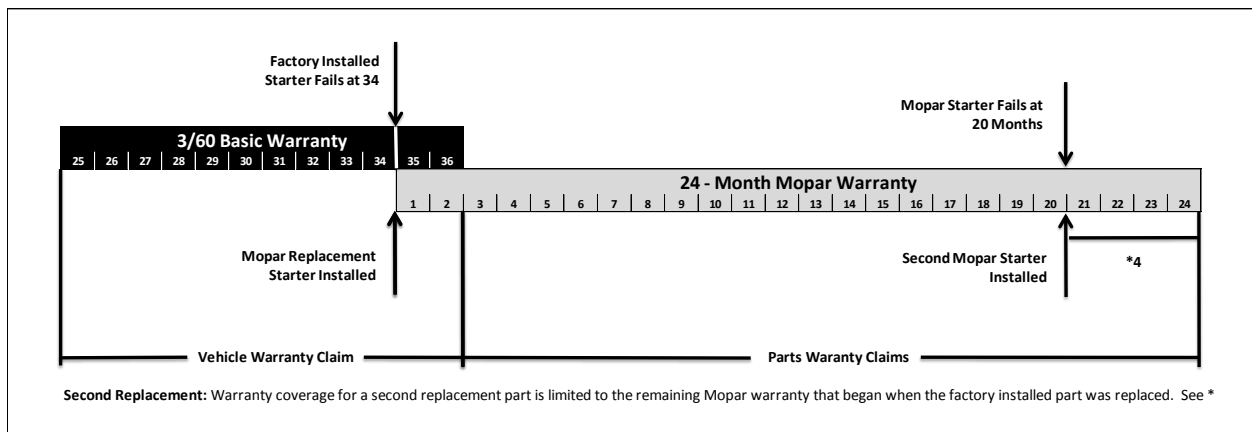 Factory Installed
Starter Fails at 34
Mopar Starter Fails at
20 Months
3/60 Basic Warranty
25 26 27 28 29 30 31 32 33 34 35 36
24 - Month Mopar Warranty
1 2 3 4 5 6 7 8 9 10 11 12 13 14 15 16 17 18 19 20 21 22 23 24
Mopar Replacement
Starter Installed
Second Mopar Starter
Installed
*4
Vehicle Warranty Claim
Parts Waranty Claims
Second Replacement: Warranty coverage for a second replacement part is limited to the remaining Mopar warranty that began when the factory installed part was replaced. See *